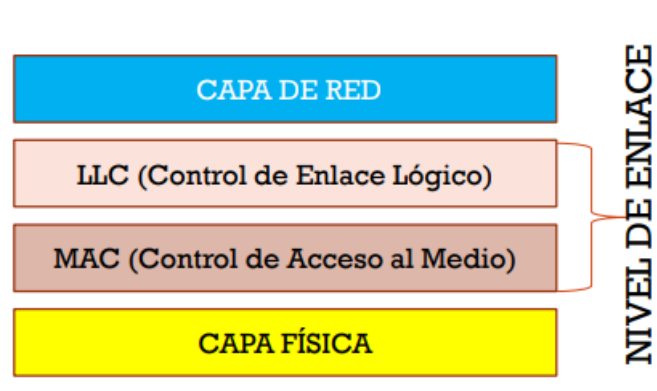 CAPA DE RED
LLC (Control de Enlace Lógico)
MAC (Control de Acceso al Medio)
CAPA FÍSICA
NIVEL DE ENLACE